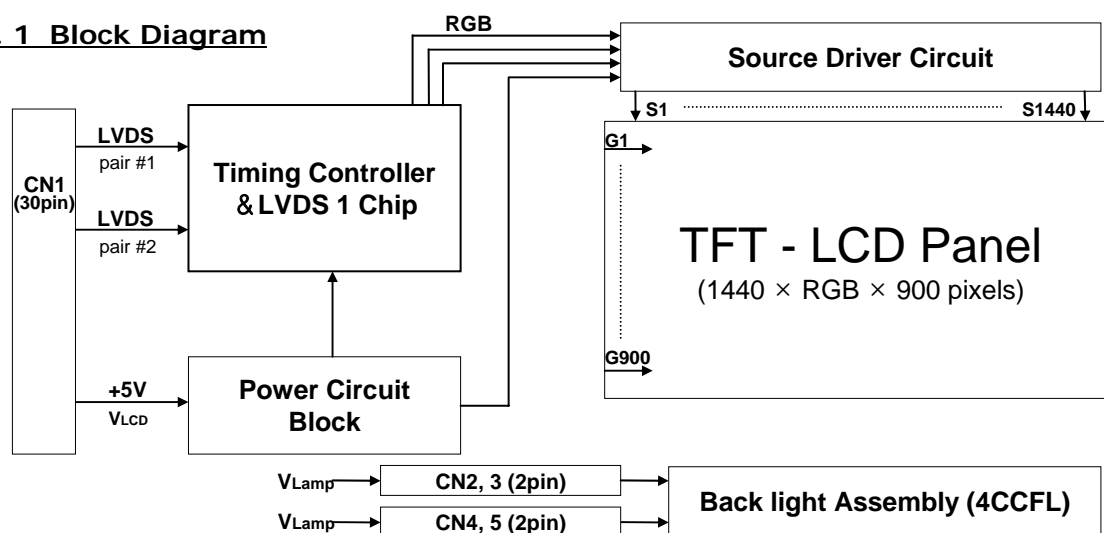 . 1 Block Diagram
RGB
Source Driver Circuit
S1
S1440
LVDS
pair #1
CN1
(30pin)
LVDS
pair #2
Timing Controller
&LVDS 1 Chip
G1
TFT - LCD Panel
(1440 × RGB × 900 pixels)
G900
+5V
VLCD
Power Circuit
Block
VLamp
CN2, 3 (2pin)
VLamp
CN4, 5 (2pin)
Back light Assembly (4CCFL)